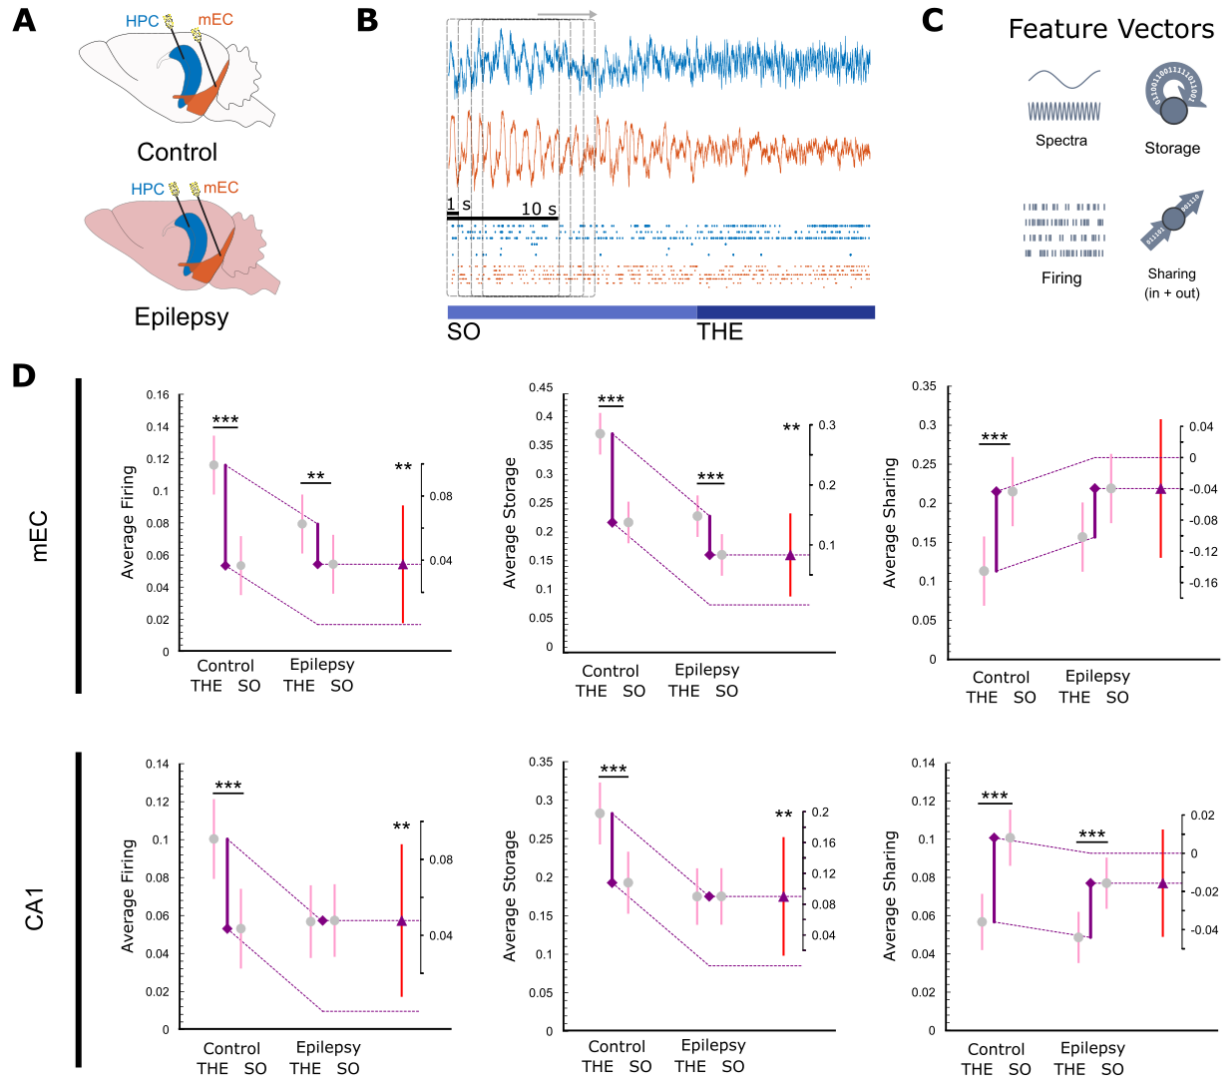 A
HPC
mEC
Control
HPC
mEC
Epilepsy
B
1 s
10 s
SO
THE
C
Feature Vectors
Spectra
Storage
Firing
Sharing
(in + out)
D
mEC
Average Firing
0.16
0.14
0.12
0.1
0.08
0.06
0.04
0.02
0
***
**
**
0.08
0.04
Control
Epilepsy
THE SO
THE SO
Average Storage
0.45
0.4
0.35
0.3
0.25
0.2
0.15
0.1
0.05
0
***
***
**
0.3
0.2
0.1
Control
Epilepsy
THE SO
THE SO
Average Sharing
0.35
0.3
0.25
0.2
0.15
0.1
0
***
0.04
0
-0.04
-0.08
-0.12
-0.16
Control
Epilepsy
THE SO
THE SO
CA1
Average Firing
0.14
0.12
0.1
0.08
0.06
0.04
0.02
0
***
**
0.08
0.04
Control
Epilepsy
THE SO
THE SO
Average Storage
0.35
0.3
0.25
0.2
0.15
0.1
0.05
0
***
**
0.2
0.16
0.12
0.08
0.04
Control
Epilepsy
THE SO
THE SO
Average Sharing
0.14
0.12
0.1
0.08
0.06
0.04
0.02
0
***
***
0.02
0
-0.02
-0.04
Control
Epilepsy
THE SO
THE SO